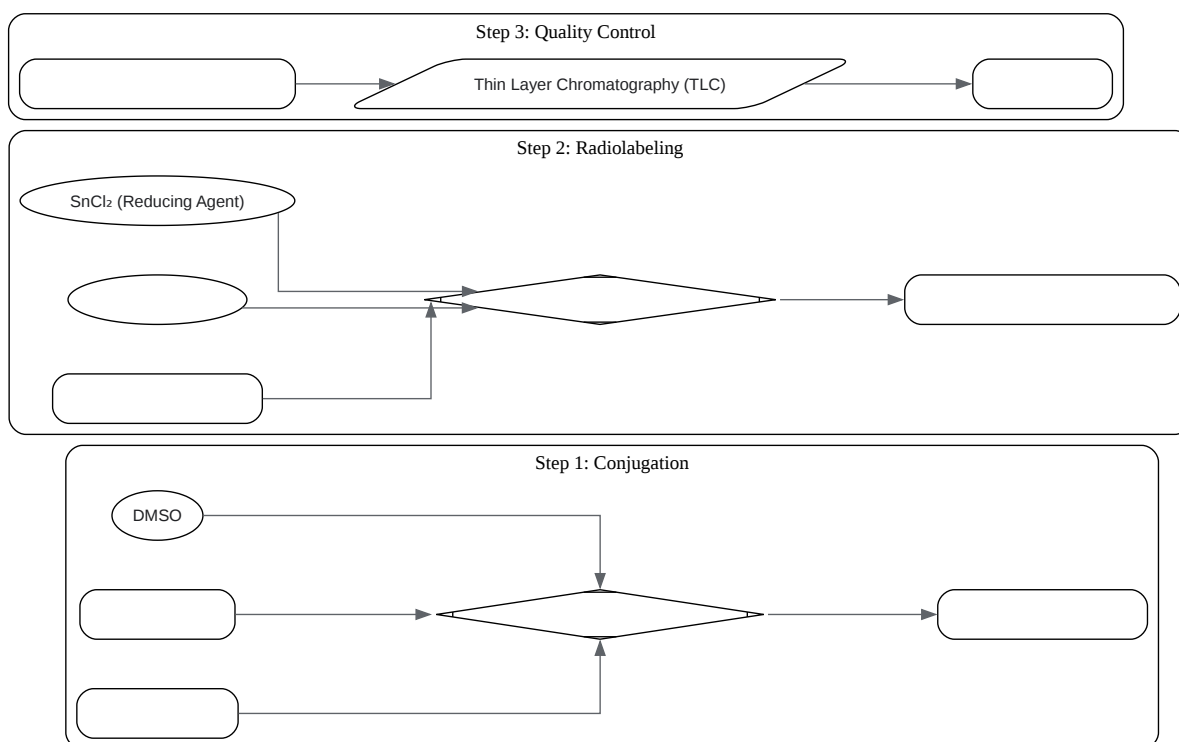 Step 3: Quality Control
Thin Layer Chromatography (TLC)
Step 2: Radiolabeling
SnCl₂ (Reducing Agent)
Step 1: Conjugation
DMSO